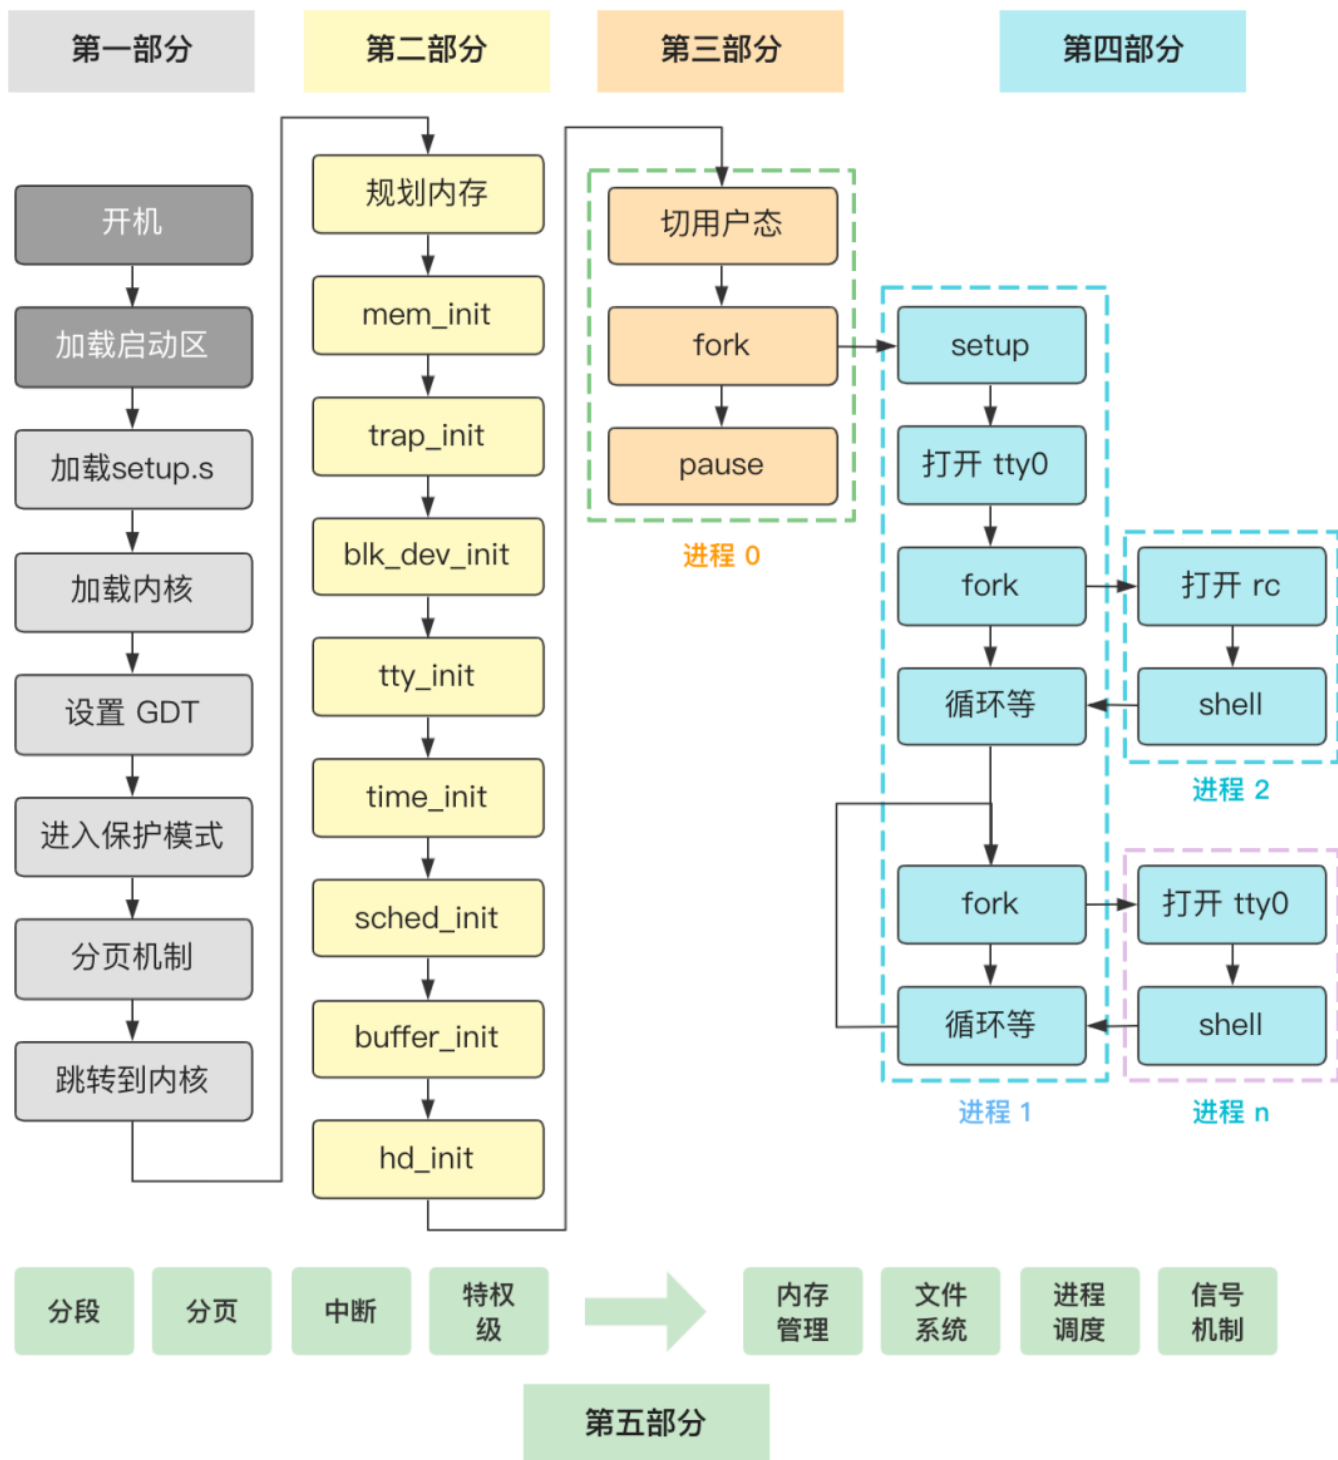 第一部分
第二部分
第三部分
第四部分
开机
加载启动区
加载setup.s
加载内核
设置 GDT
进入保护模式
分页机制
跳转到内核
规划内存
mem_init
trap_init
blk_dev_init
tty_init
time_init
sched_init
buffer_init
hd_init
切用户态
fork
pause
进程 0
setup
打开 tty0
fork
循环等
fork
循环等
进程 1
打开 rc
shell
进程 2
打开 tty0
shell
进程 n
分段
分页
中断
特权
级
内存
管理
文件
系统
进程
调度
信号
机制
第五部分